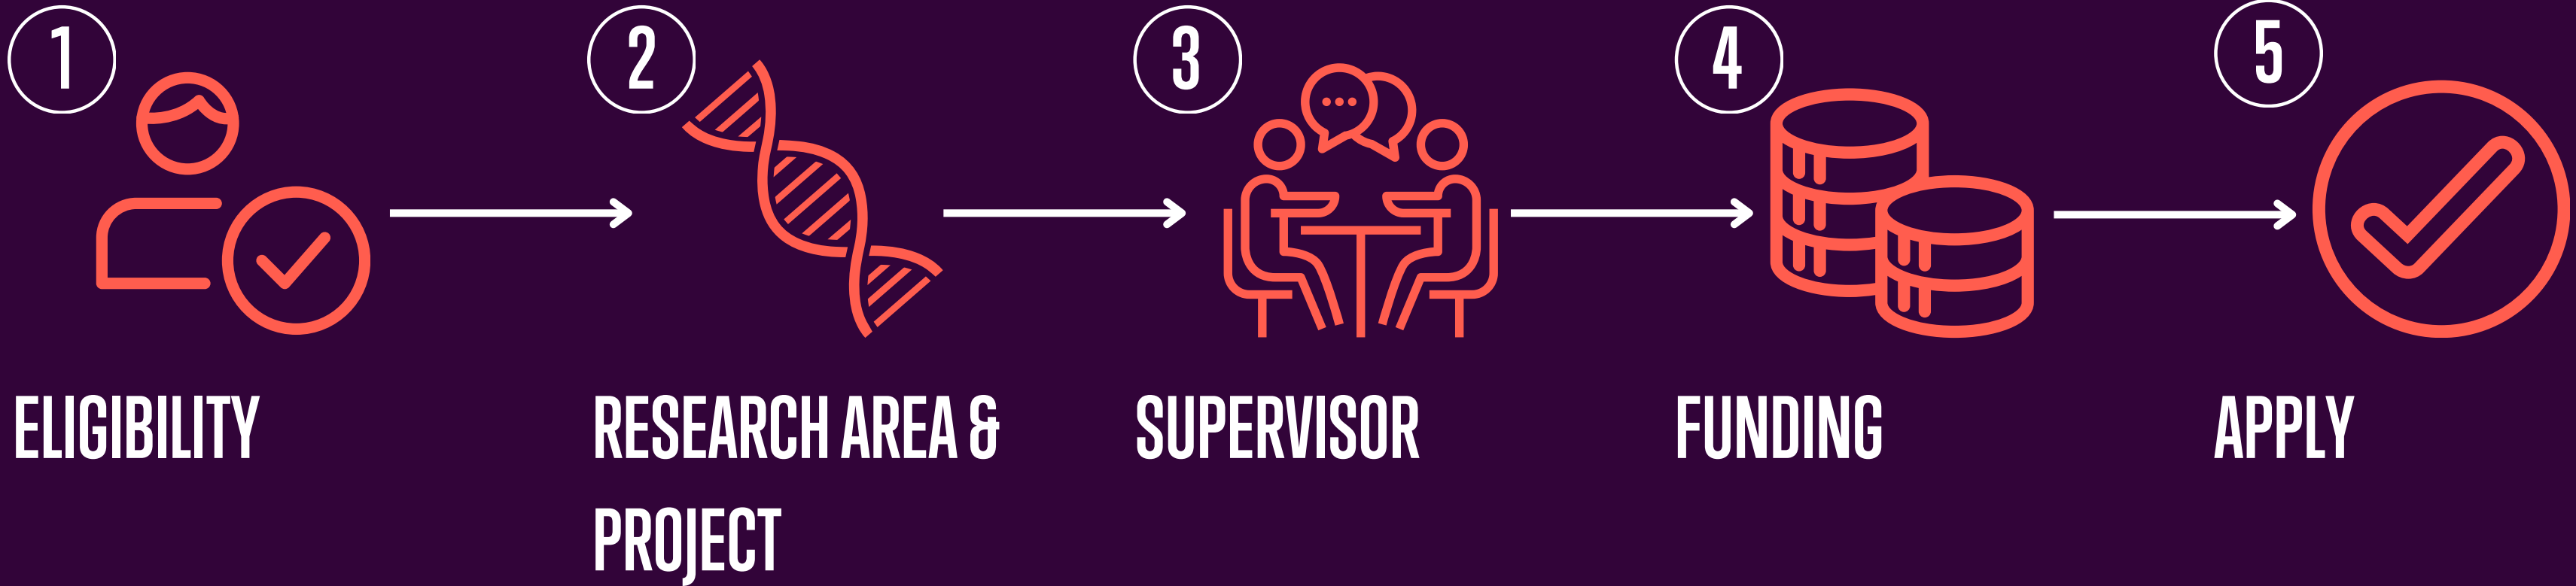 1
2
3
4
5
ELIGIBILITY
RESEARCH AREA &
PROJECT
SUPERVISOR
FUNDING
APPLY